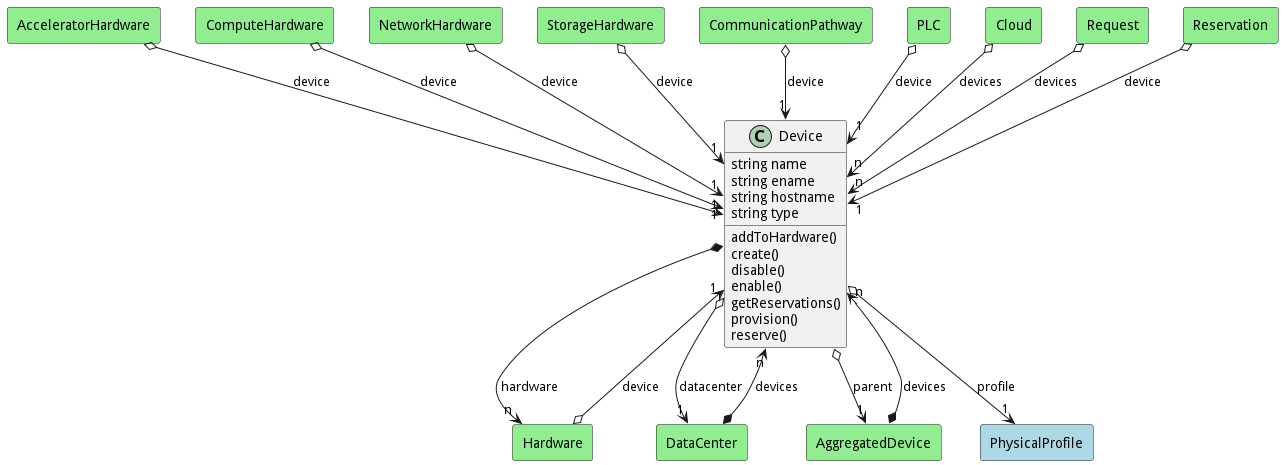 AcceleratorHardware
ComputeHardware
NetworkHardware
StorageHardware
CommunicationPathway
PLC
Cloud
Request
Reservation
device
device
device
device
device
device
devices
devices
device
1
1
n
n
1
1
1
1
1
C Device
string name
string ename
string hostname
string type
addToHardware()
create()
disable()
enable()
getReservations()
provision()
reserve()
1
n
n
hardware
device
datacenter
devices
parent
devices
profile
n
1
1
1
Hardware
DataCenter
AggregatedDevice
PhysicalProfile